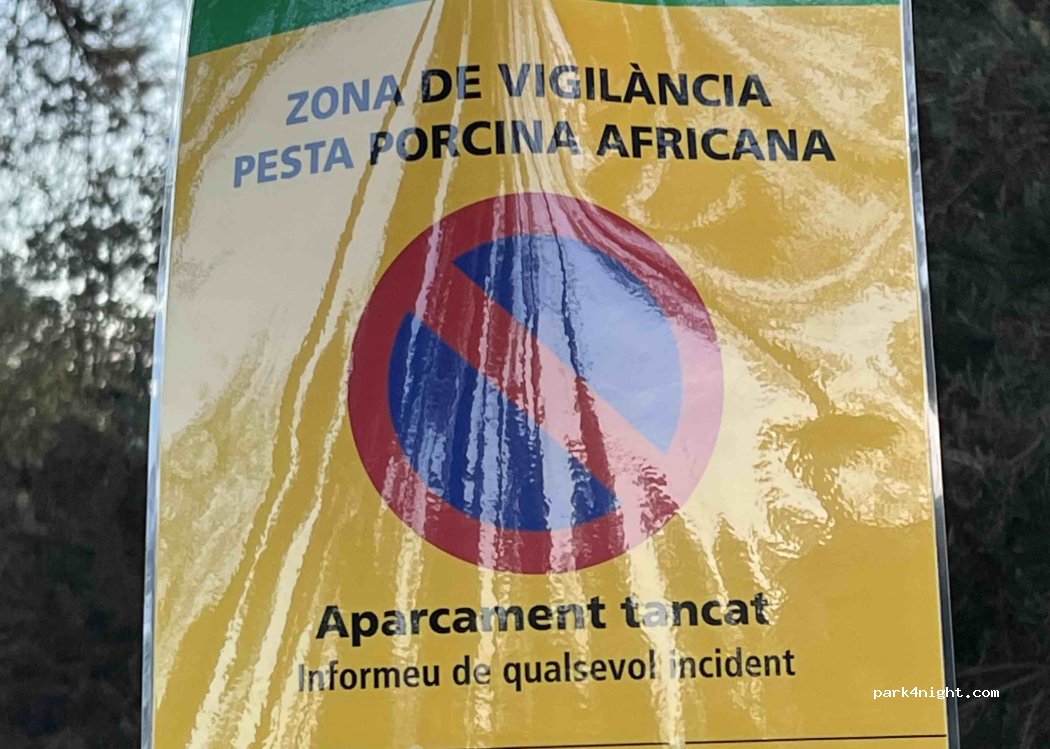 ZONA DE VIGILÀNCIA
PESTA PORCINA AFRICANA
Aparcament tancat
Informeu de qualsevol incident
park4night.com